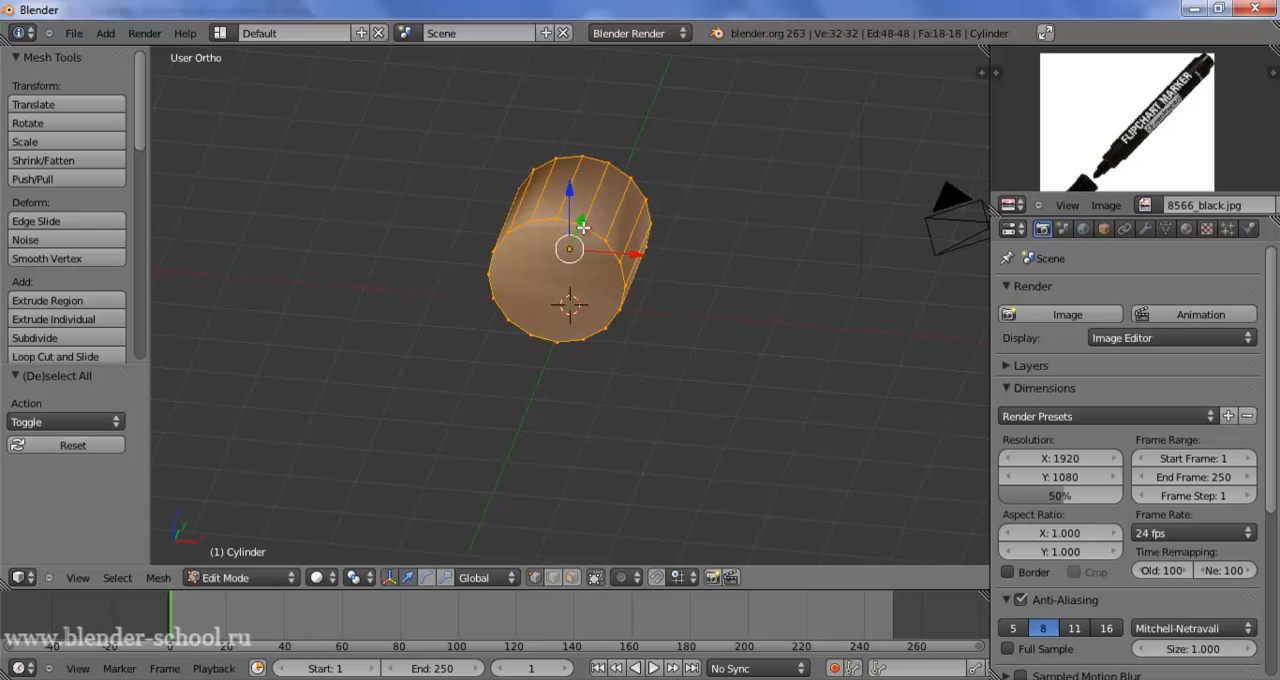 Blender
File Add Render Help Default Scene Blender Render blender.org 263 | Ve:32-32 | Ed:48-48 | Fa:18-18 | Cylinder
Mesh Tools
Transform:
Translate
Rotate
Scale
Shrink/Fatten
Push/Pull
Deform:
Edge Slide
Noise
Smooth Vertex
Add:
Extrude Region
Extrude Individual
Subdivide
Loop Cut and Slide
(De)select All
Action
Toggle
Reset
User Ortho
(1) Cylinder
View Select Mesh Edit Mode Global
FLIPCHART MARKER
View Image 8566_black.jpg
Scene
Render
Image Animation
Display: Image Editor
Layers
Dimensions
Render Presets
Resolution: Frame Range:
X: 1920 Start Frame: 1
Y: 1080 End Frame: 250
50% Frame Step: 1
Aspect Ratio: Frame Rate:
X: 1.000 24 fps
Y: 1.000 Time Remapping:
Border Crop Old: 100 Ne: 100
Anti-Aliasing
5 8 11 16 Mitchell-Netravali
Full Sample Size: 1.000
Sampled Motion Blur
www.blender-school.ru
-40 -20 0 20 40 60 80 100 120 140 160 180 200 220 240 260
View Marker Frame Playback Start: 1 End: 250 1 No Sync